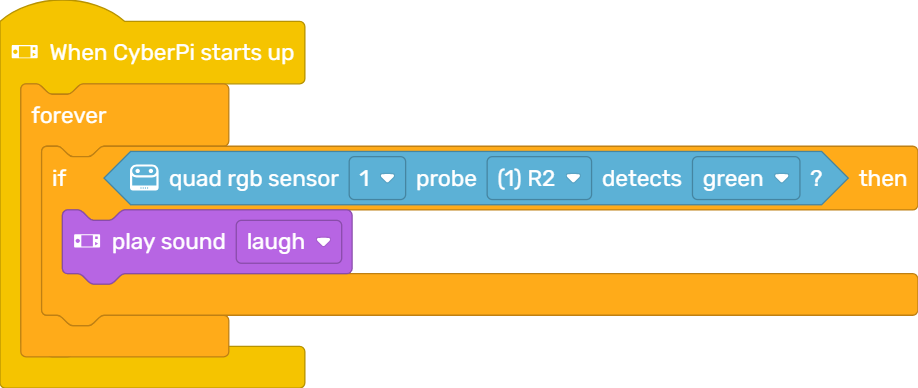 When CyberPi starts up
forever
if quad rgb sensor 1 probe (1) R2 detects green ? then
play sound laugh